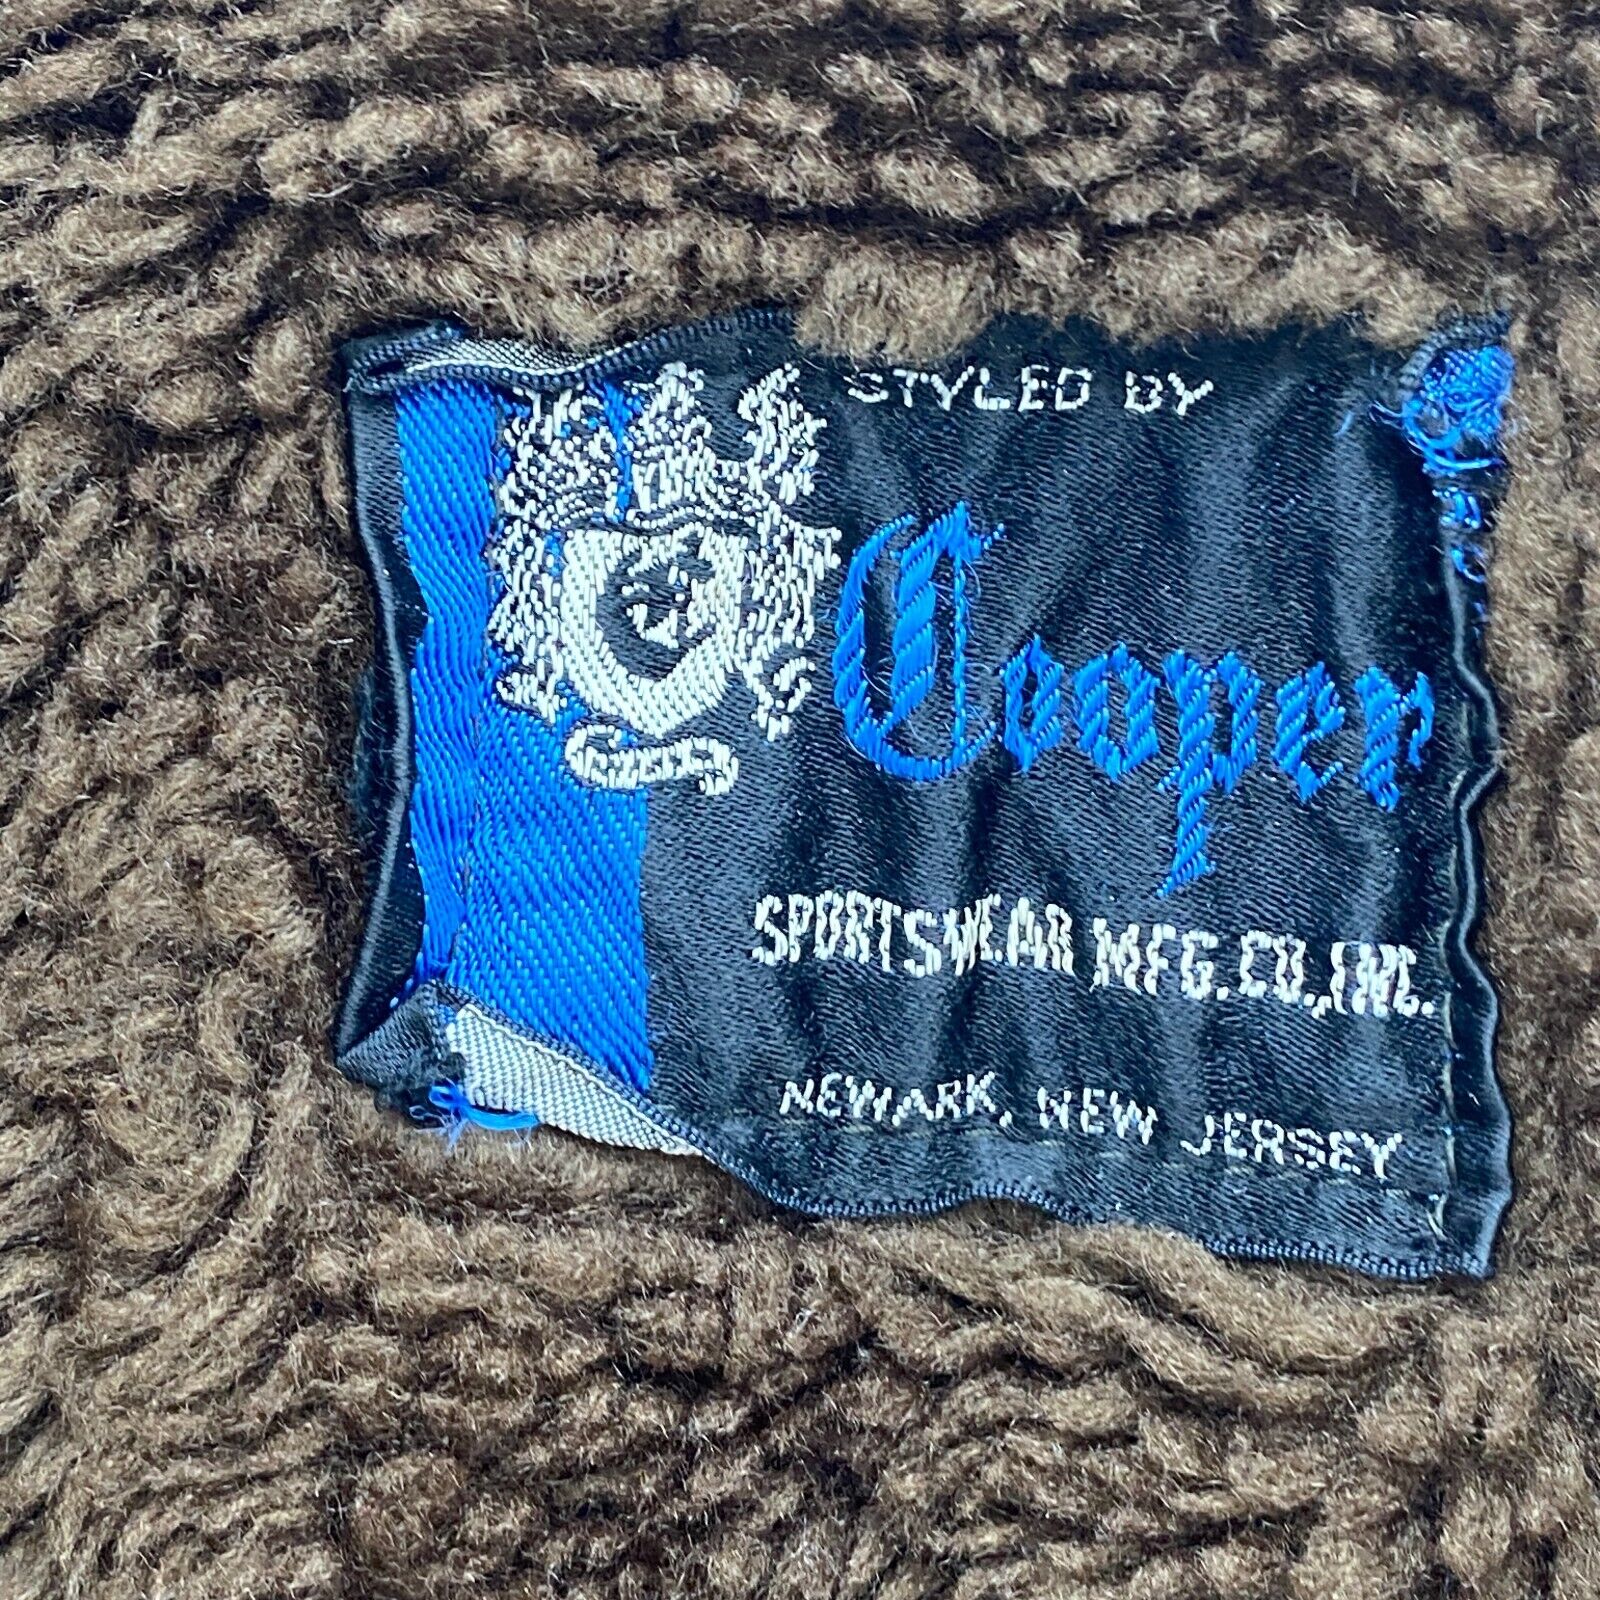 STYLED BY
Cooper
SPORTSWEAR MFG. CO., INC.
NEWARK, NEW JERSEY